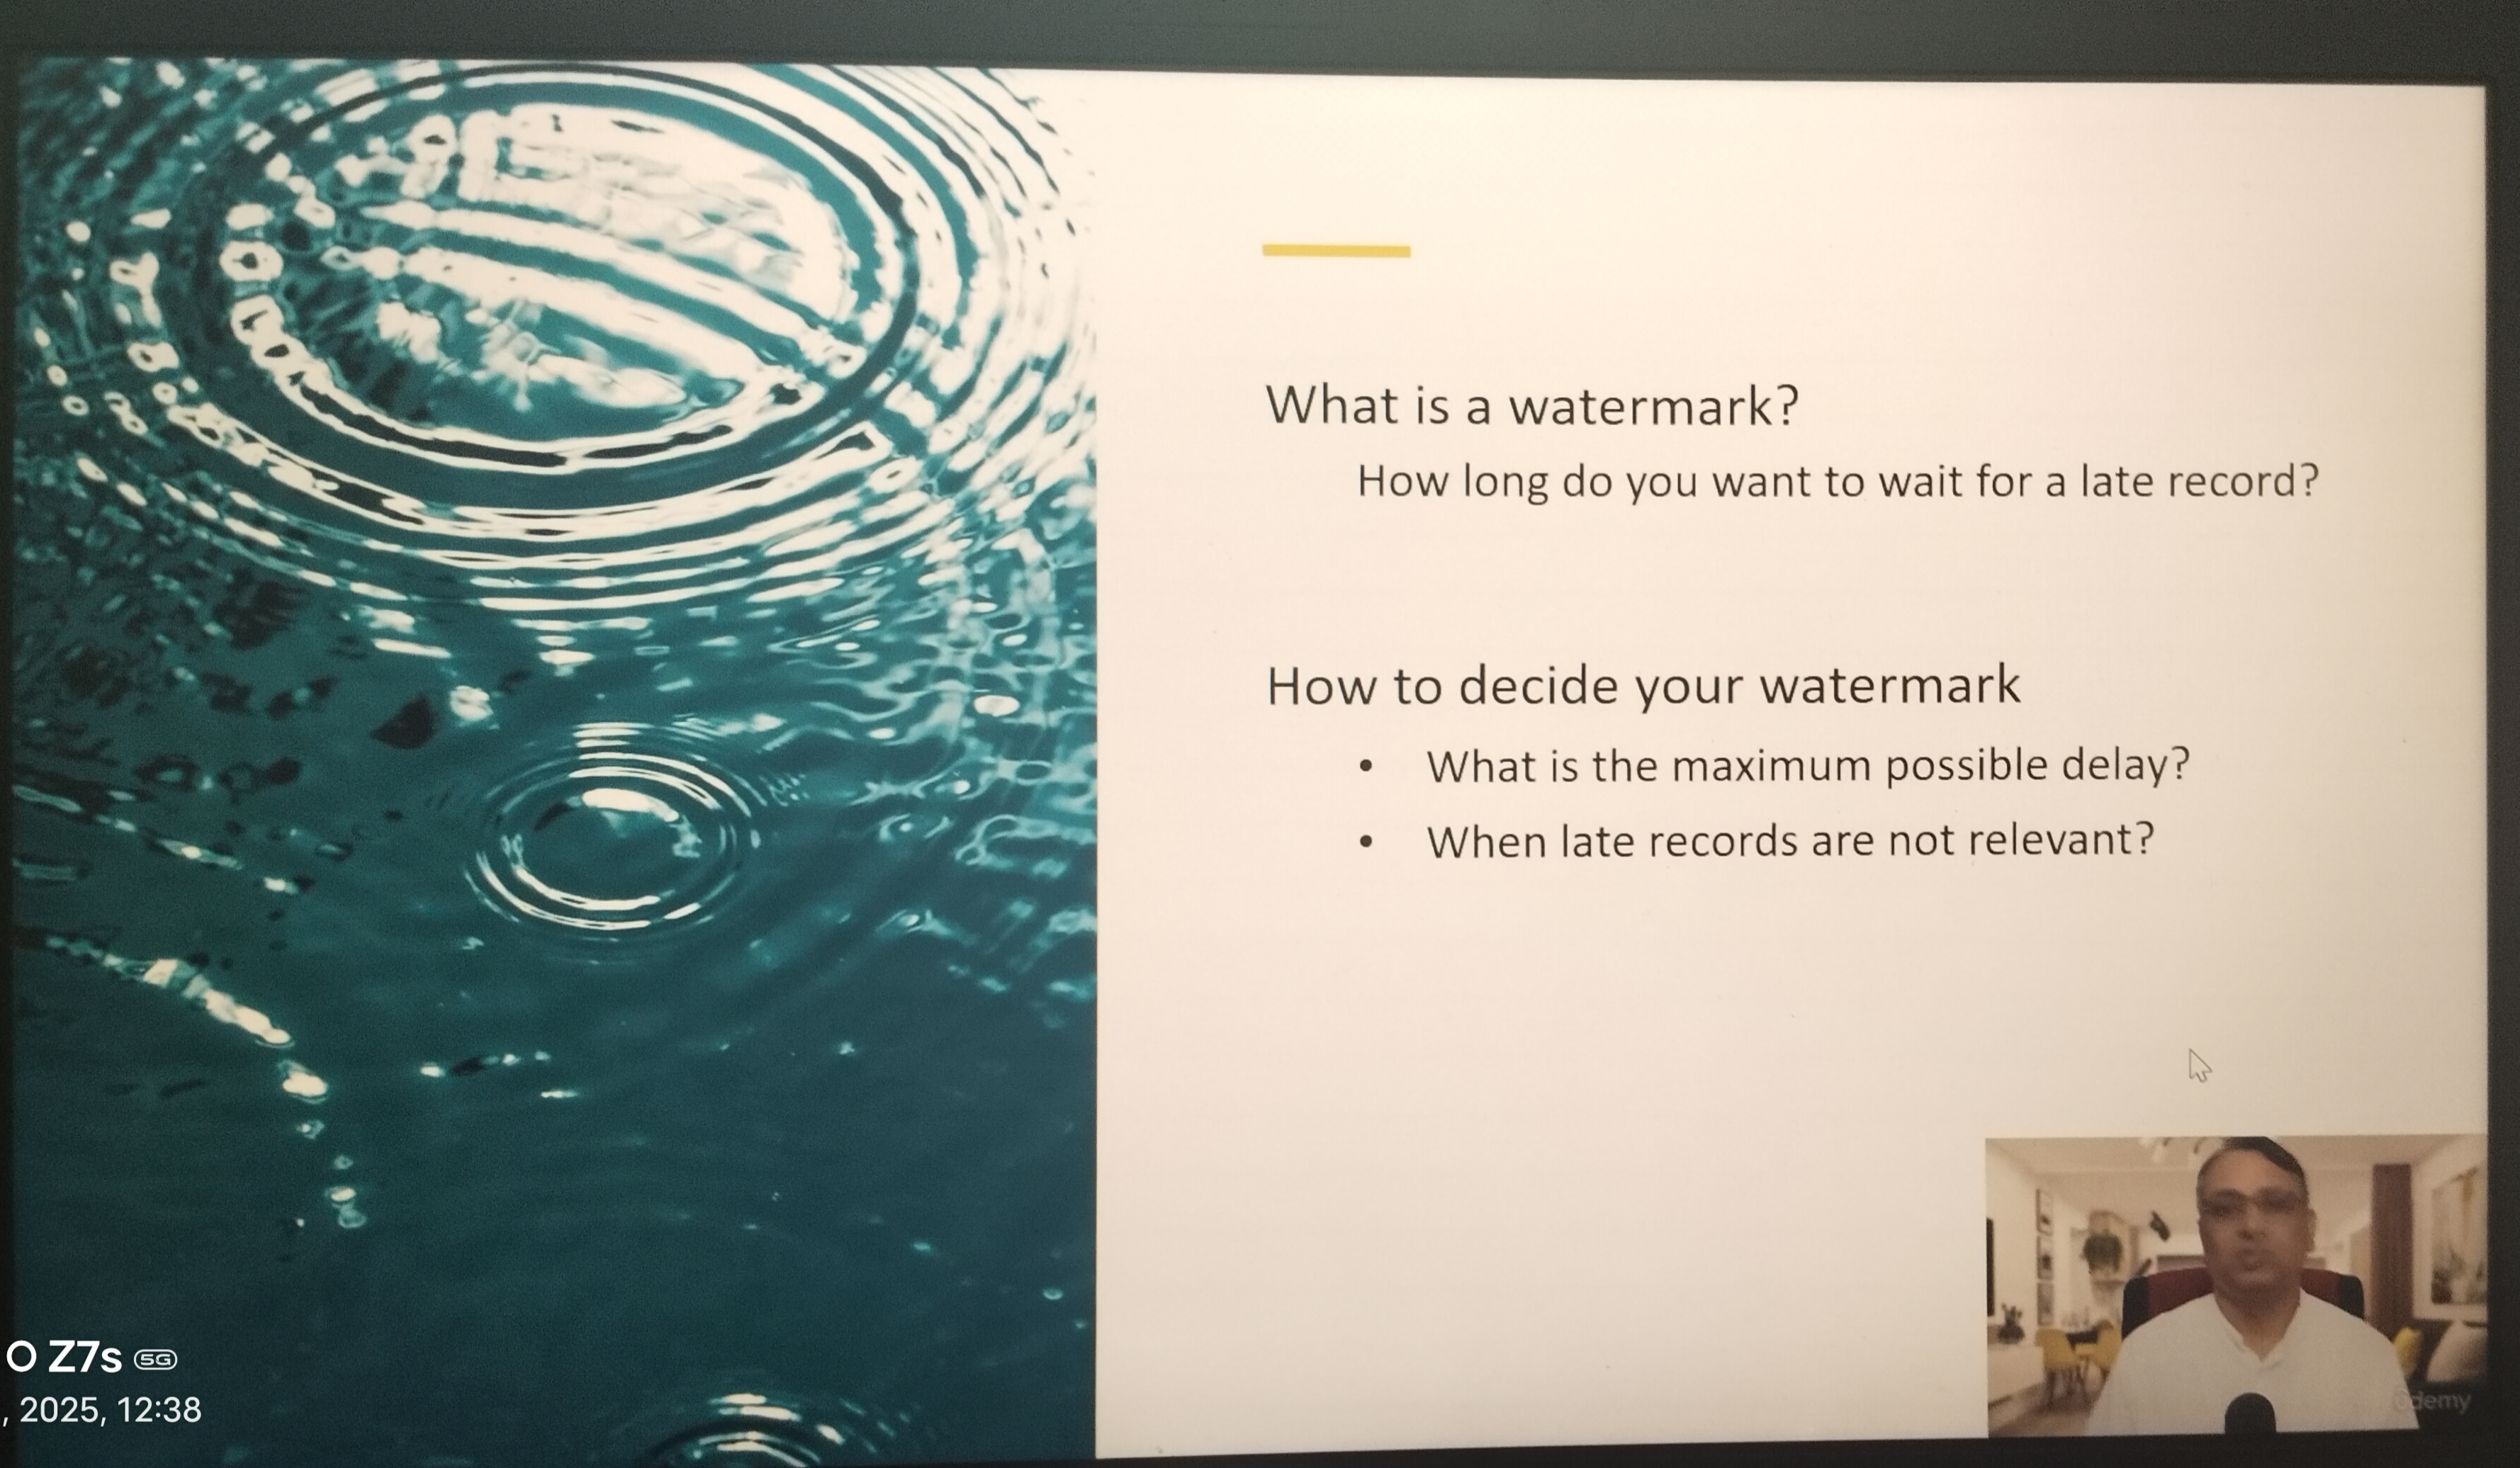 What is a watermark?
How long do you want to wait for a late record?
How to decide your watermark
• What is the maximum possible delay?
• When late records are not relevant?
O Z7s 5G
, 2025, 12:38
udemy